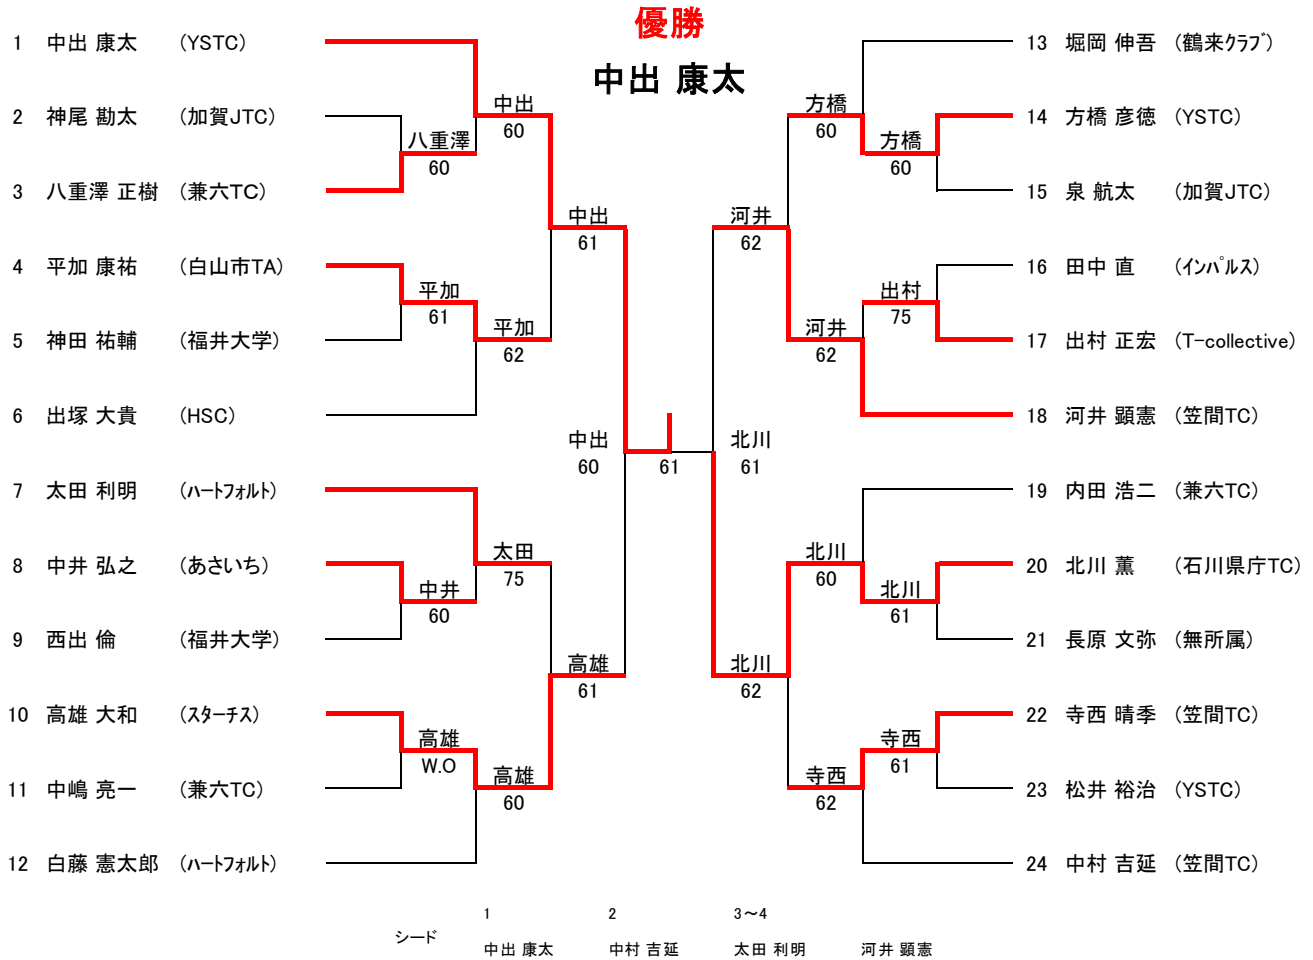 優勝
中出 康太
1 中出 康太 (YSTC)
2 神尾 勘太 (加賀JTC)
3 八重澤 正樹 (兼六TC)
4 平加 康祐 (白山市TA)
5 神田 祐輔 (福井大学)
6 出塚 大貴 (HSC)
7 太田 利明 (ﾊｰﾄﾌｫﾙﾄ)
8 中井 弘之 (あさいち)
9 西出 倫 (福井大学)
10 高雄 大和 (ｽﾀｰﾁｽ)
11 中嶋 亮一 (兼六TC)
12 白藤 憲太郎 (ﾊｰﾄﾌｫﾙﾄ)
八重澤
60
平加
61
中井
60
高雄
W.O
中出
60
平加
62
太田
75
高雄
60
中出
61
高雄
61
中出
60
61
北川
61
河井
62
北川
62
方橋
60
河井
62
北川
60
寺西
62
方橋
60
出村
75
北川
61
寺西
61
13 堀岡 伸吾 (鶴来ｸﾗﾌﾞ)
14 方橋 彦徳 (YSTC)
15 泉 航太 (加賀JTC)
16 田中 直 (ｲﾝﾊﾟﾙｽ)
17 出村 正宏 (T-collective)
18 河井 顕憲 (笠間TC)
19 内田 浩二 (兼六TC)
20 北川 薫 (石川県庁TC)
21 長原 文弥 (無所属)
22 寺西 晴季 (笠間TC)
23 松井 裕治 (YSTC)
24 中村 吉延 (笠間TC)
1 2 3～4
シード
中出 康太 中村 吉延 太田 利明 河井 顕憲